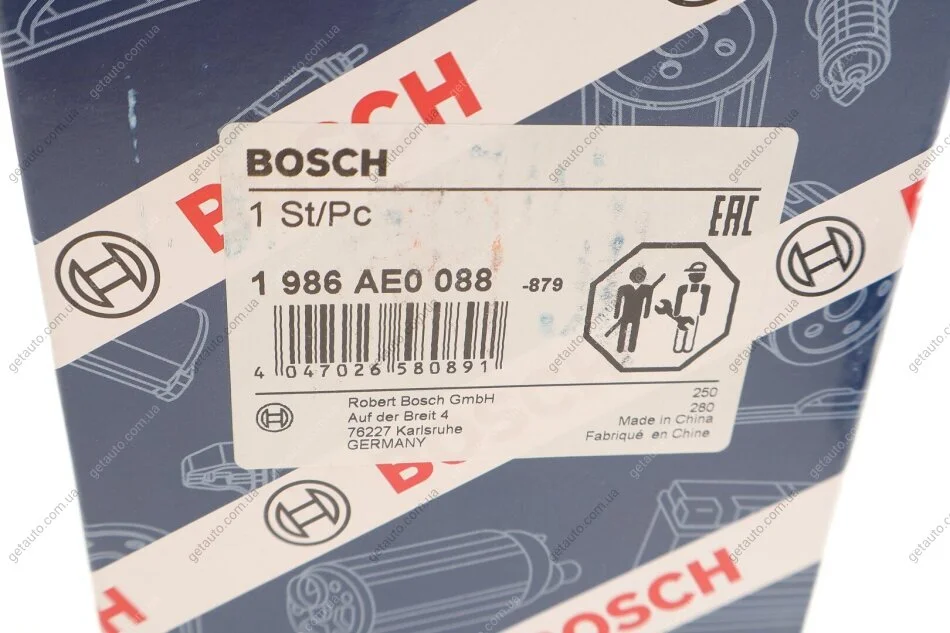 BOSCH
BOSCH
1 St/Pc
EAC
1 986 AE0 088 -879
4 047026 580891
Robert Bosch GmbH
Auf der Breit 4
76227 Karlsruhe
GERMANY
250
280
Made in China
Fabriqué en Chine
BOSCH
getauto.com.ua